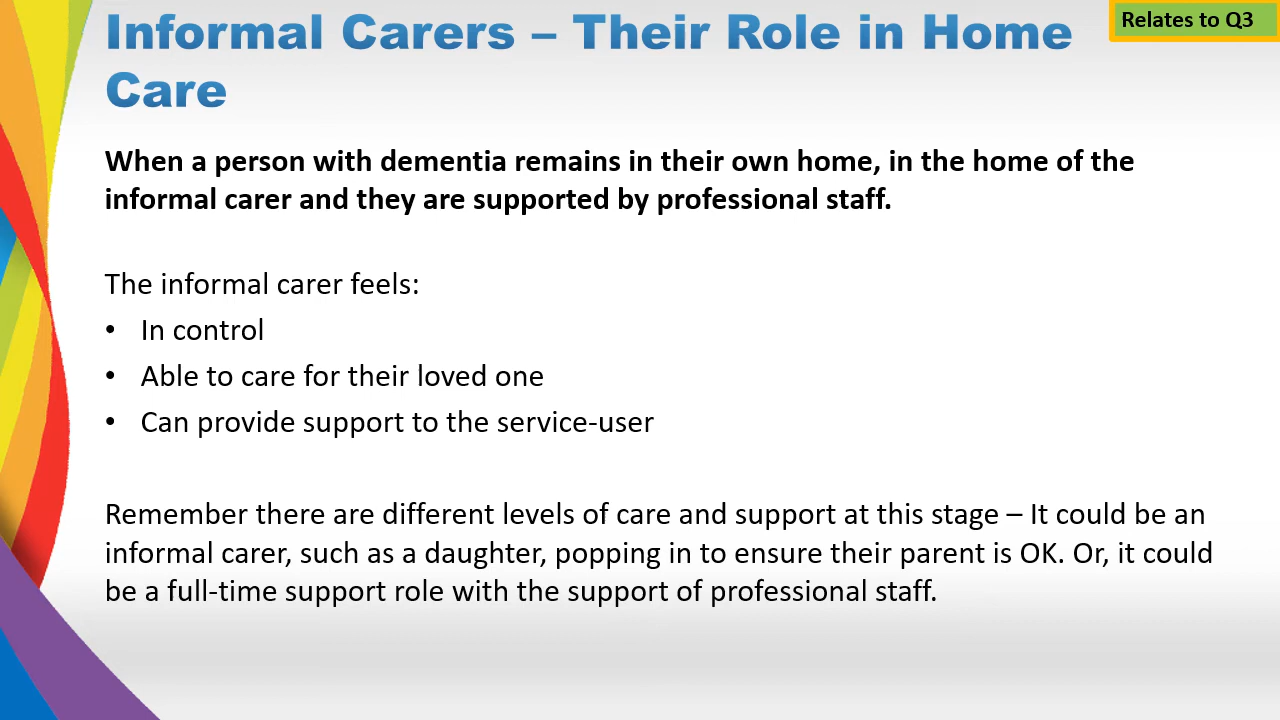 Informal Carers – Their Role in Home
Care
Relates to Q3
When a person with dementia remains in their own home, in the home of the
informal carer and they are supported by professional staff.
The informal carer feels:
• In control
• Able to care for their loved one
• Can provide support to the service-user
Remember there are different levels of care and support at this stage – It could be an
informal carer, such as a daughter, popping in to ensure their parent is OK. Or, it could
be a full-time support role with the support of professional staff.